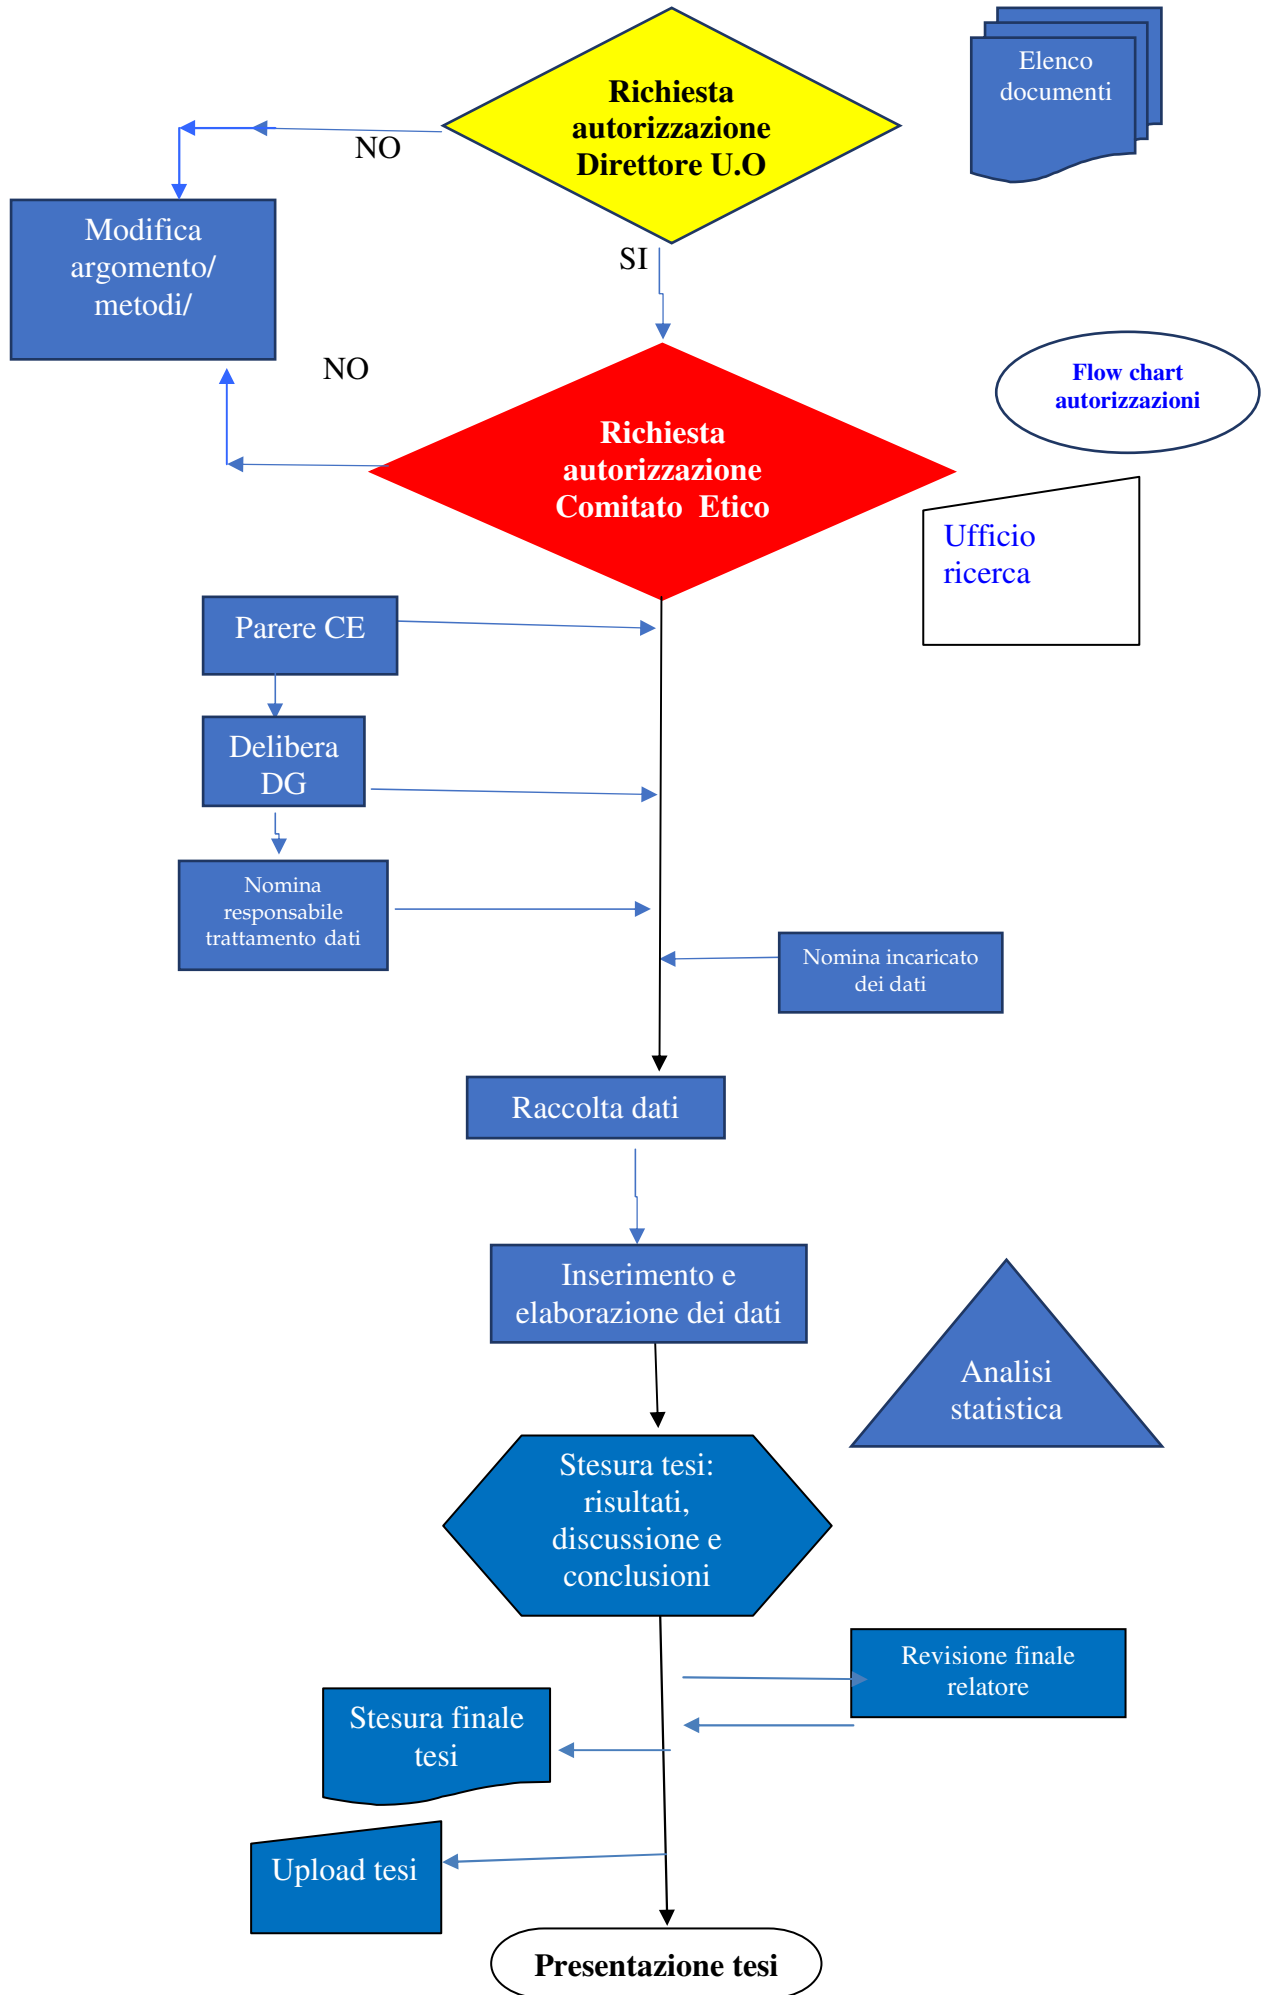 Richiesta
autorizzazione
Direttore U.O
Elenco
documenti
NO
Modifica
argomento/
metodi/
SI
NO
Flow chart
autorizzazioni
Richiesta
autorizzazione
Comitato Etico
Ufficio
ricerca
Parere CE
Delibera
DG
Nomina
responsabile
trattamento dati
Nomina incaricato
dei dati
Raccolta dati
Inserimento e
elaborazione dei dati
Analisi
statistica
Stesura tesi:
risultati,
discussione e
conclusioni
Revisione finale
relatore
Stesura finale
tesi
Upload tesi
Presentazione tesi